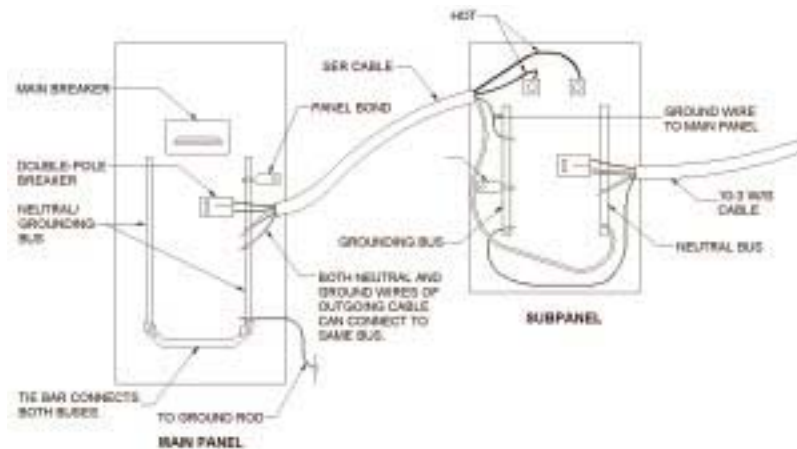 HOT
SER CABLE
MAIN BREAKER
PANEL BOND
GROUND WIRE
TO MAIN PANEL
DOUBLE-POLE
BREAKER
NEUTRAL/
GROUNDING
BUS
GROUNDING BUS
10-3 W/G
CABLE
NEUTRAL BUS
BOTH NEUTRAL AND
GROUND WIRES OF
OUTGOING CABLE
CAN CONNECT TO
SAME BUS.
SUBPANEL
TIE BAR CONNECTS
BOTH BUSES
TO GROUND ROD
MAIN PANEL